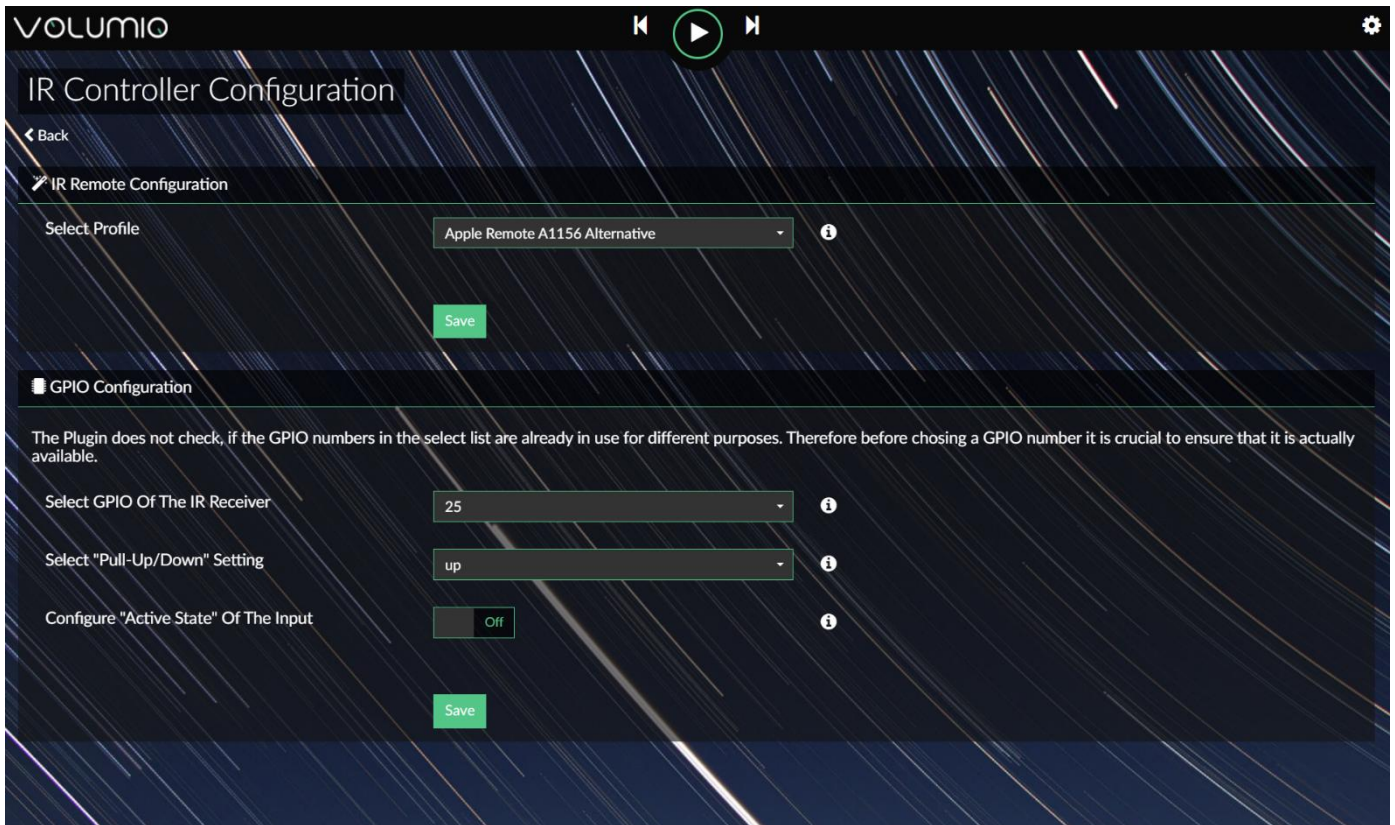 VOLUMIO
IR Controller Configuration
Back
IR Remote Configuration
Select Profile
Apple Remote A1156 Alternative
Save
GPIO Configuration
The Plugin does not check, if the GPIO numbers in the select list are already in use for different purposes. Therefore before chosing a GPIO number it is crucial to ensure that it is actually
available.
Select GPIO Of The IR Receiver
25
Select "Pull-Up/Down" Setting
up
Configure "Active State" Of The Input
Off
Save